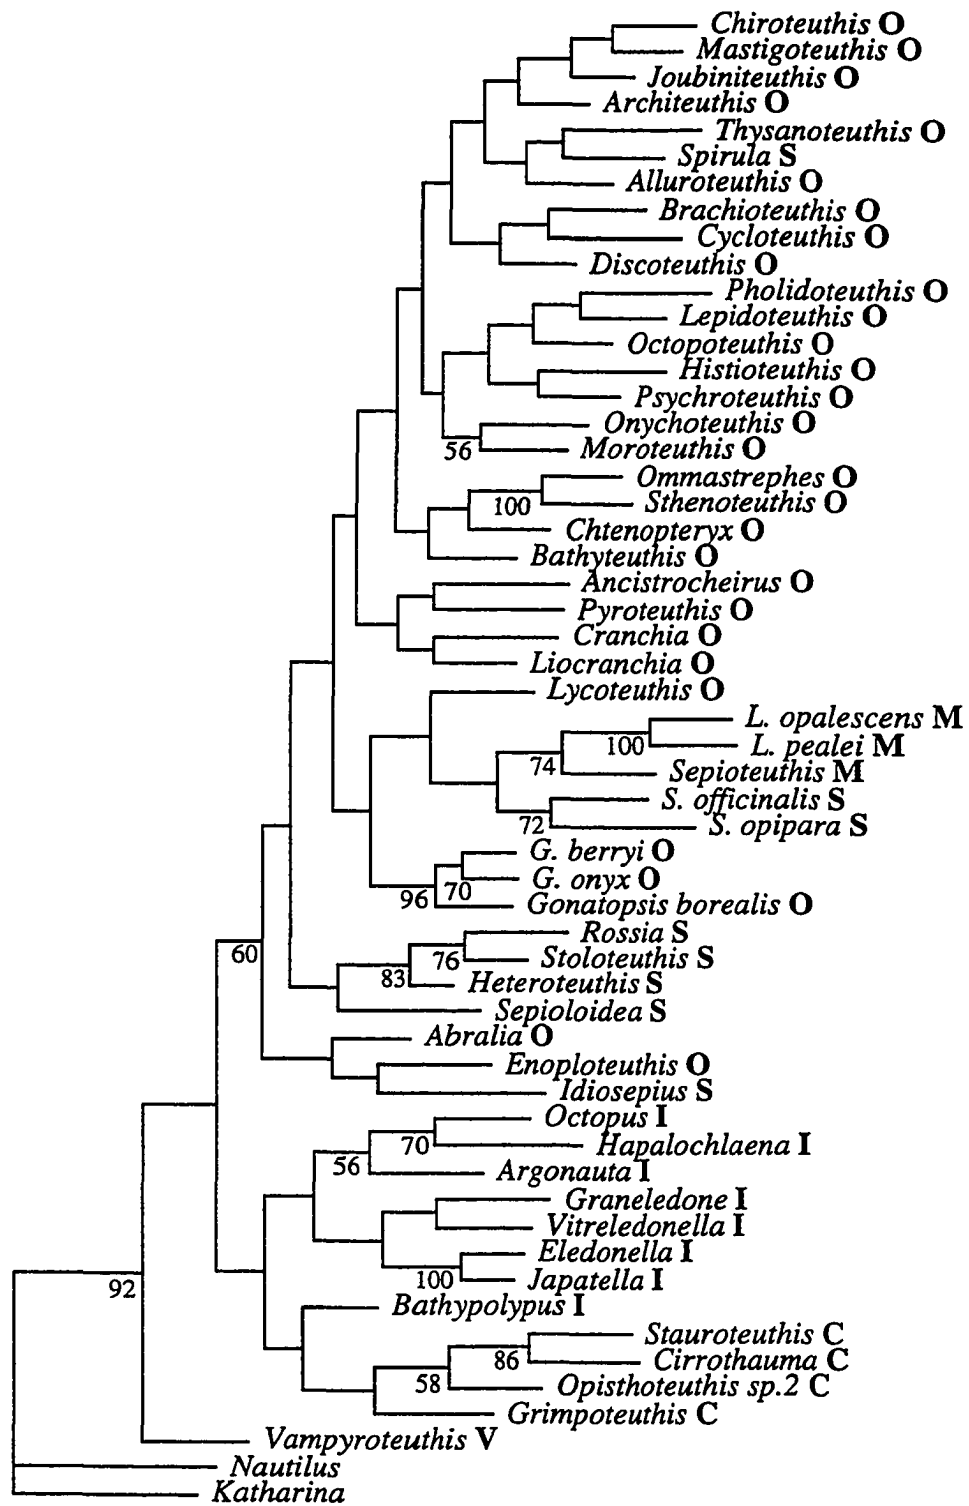 Chiroteuthis O
Mastigoteuthis O
Joubiniteuthis O
Architeuthis O
Thysanoteuthis O
Spirula S
Alluroteuthis O
Brachioteuthis O
Cycloteuthis O
Discoteuthis O
Pholidoteuthis O
Lepidoteuthis O
Octopoteuthis O
Histioteuthis O
Psychroteuthis O
Onychoteuthis O
56 Moroteuthis O
Ommastrephes O
100 Sthenoteuthis O
Chtenopteryx O
Bathyteuthis O
Ancistrocheirus O
Pyroteuthis O
Cranchia O
Liocranchia O
Lycoteuthis O
L. opalescens M
100 L. pealei M
74 Sepioteuthis M
S. officinalis S
72 S. opipara S
G. berryi O
96 70 G. onyx O
Gonatopsis borealis O
Rossia S
60 76 Stoloteuthis S
83 Heteroteuthis S
Sepioloidea S
Abralia O
Enoploteuthis O
Idiosepius S
Octopus I
70 Hapalochlaena I
56 Argonauta I
Graneledone I
Vitreledonella I
Eledonella I
92 100 Japatella I
Bathypolypus I
Stauroteuthis C
86 Cirrothauma C
58 Opisthoteuthis sp.2 C
Grimpoteuthis C
Vampyroteuthis V
Nautilus
Katharina